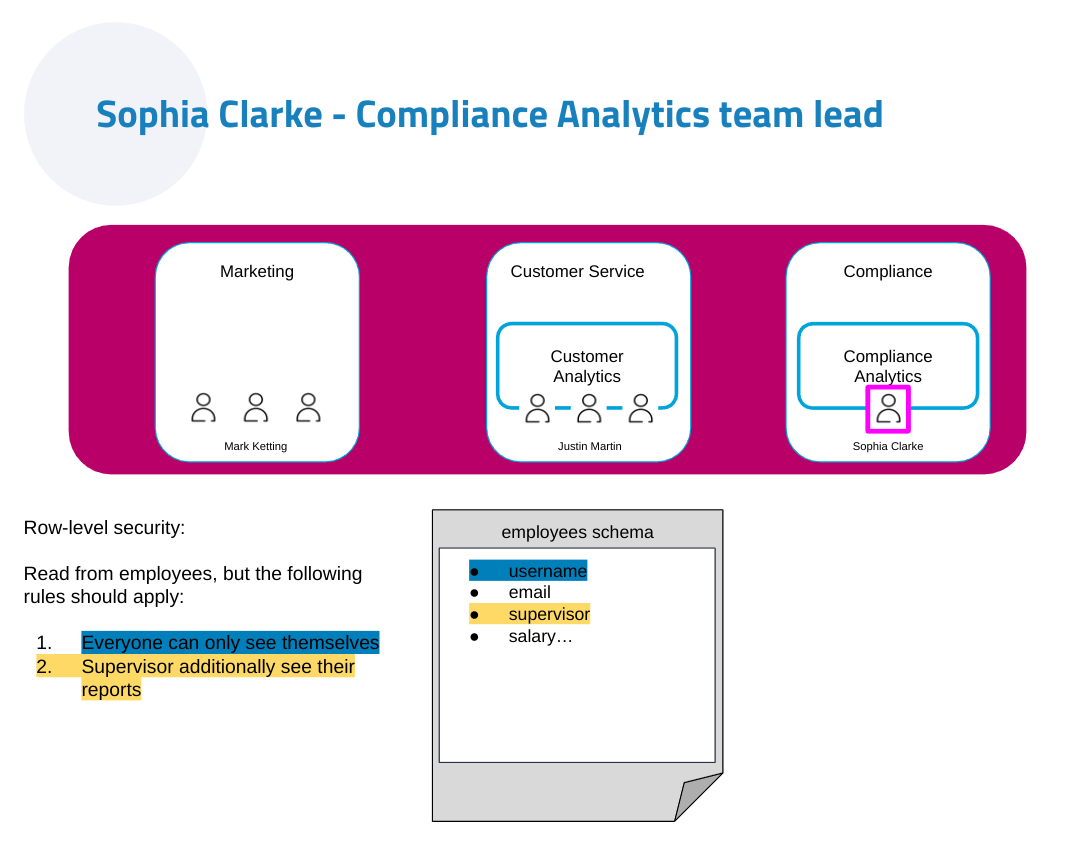 Sophia Clarke - Compliance Analytics team lead
Marketing
Customer Service
Compliance
Customer
Analytics
Compliance
Analytics
Mark Ketting
Justin Martin
Sophia Clarke
Row-level security:
Read from employees, but the following
rules should apply:
1. Everyone can only see themselves
2. Supervisor additionally see their
reports
employees schema
● username
● email
● supervisor
● salary…